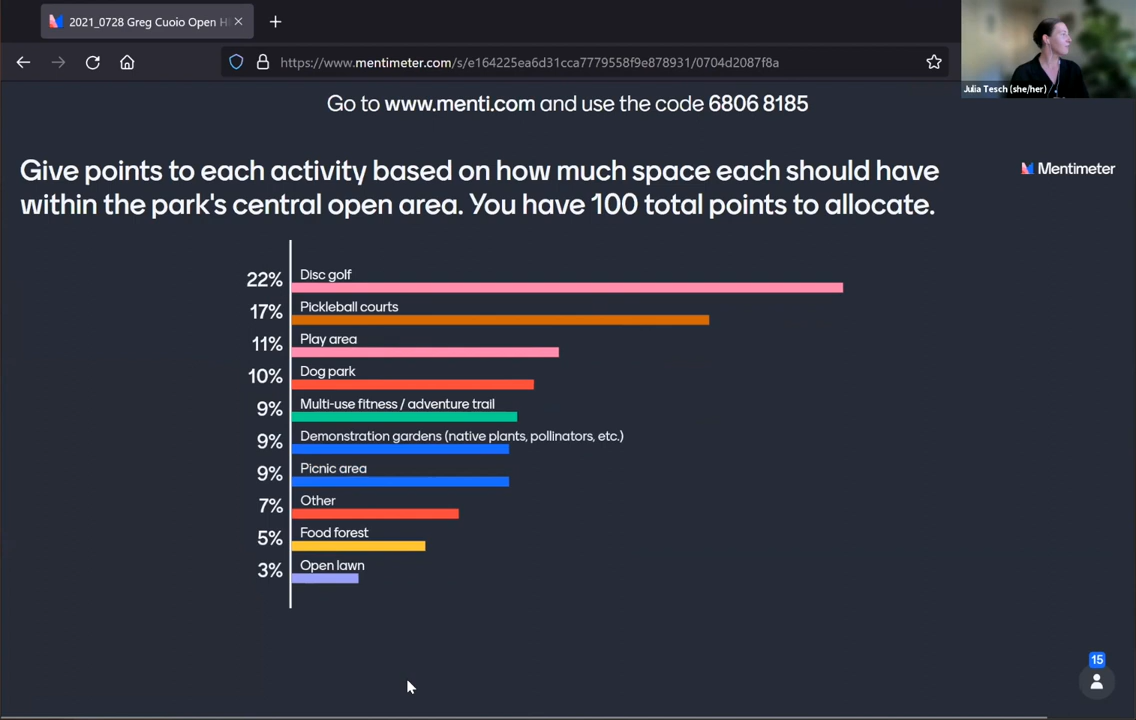 2021_0728 Greg Cuoio Open H
https://www.mentimeter.com/s/e164225ea6d31cca7779558f9e878931/0704d2087f8a
Julia Tesch (she/her)
Go to www.menti.com and use the code 6806 8185
Give points to each activity based on how much space each should have
within the park's central open area. You have 100 total points to allocate.
Mentimeter
22% Disc golf
17% Pickleball courts
11% Play area
10% Dog park
9% Multi-use fitness / adventure trail
9% Demonstration gardens (native plants, pollinators, etc.)
9% Picnic area
7% Other
5% Food forest
3% Open lawn
15